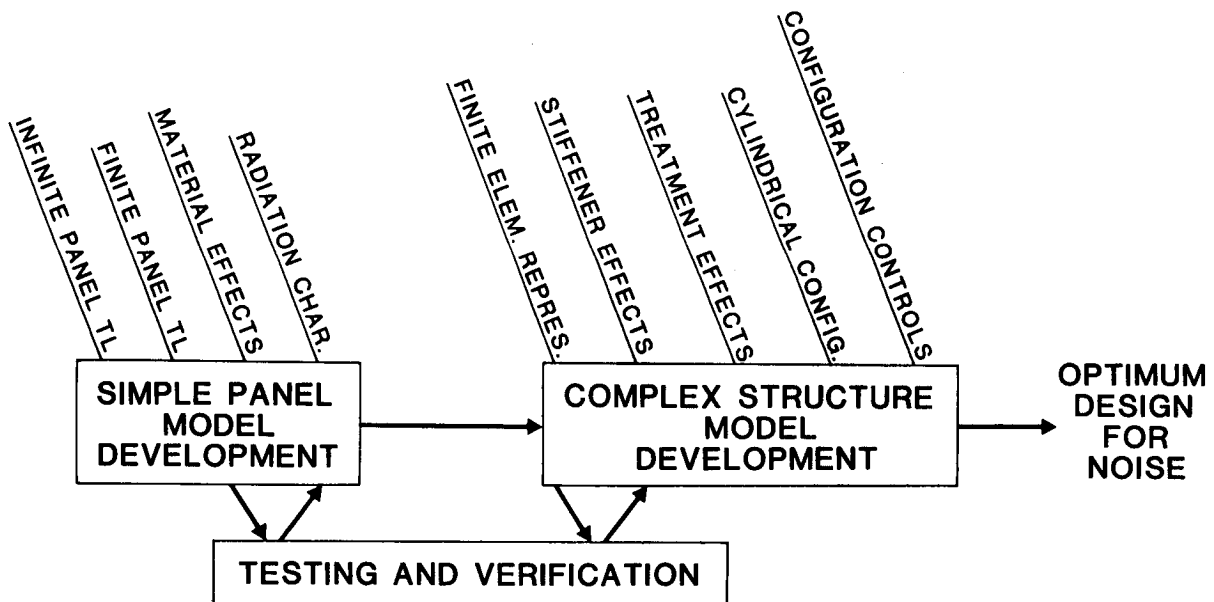 INFINITE PANEL TL
FINITE PANEL TL
MATERIAL EFFECTS
RADIATION CHAR.
FINITE ELEM. REPRES.
STIFFENER EFFECTS
TREATMENT EFFECTS
CYLINDRICAL CONFIG.
CONFIGURATION CONTROLS
SIMPLE PANEL
MODEL
DEVELOPMENT
COMPLEX STRUCTURE
MODEL
DEVELOPMENT
OPTIMUM
DESIGN
FOR
NOISE
TESTING AND VERIFICATION